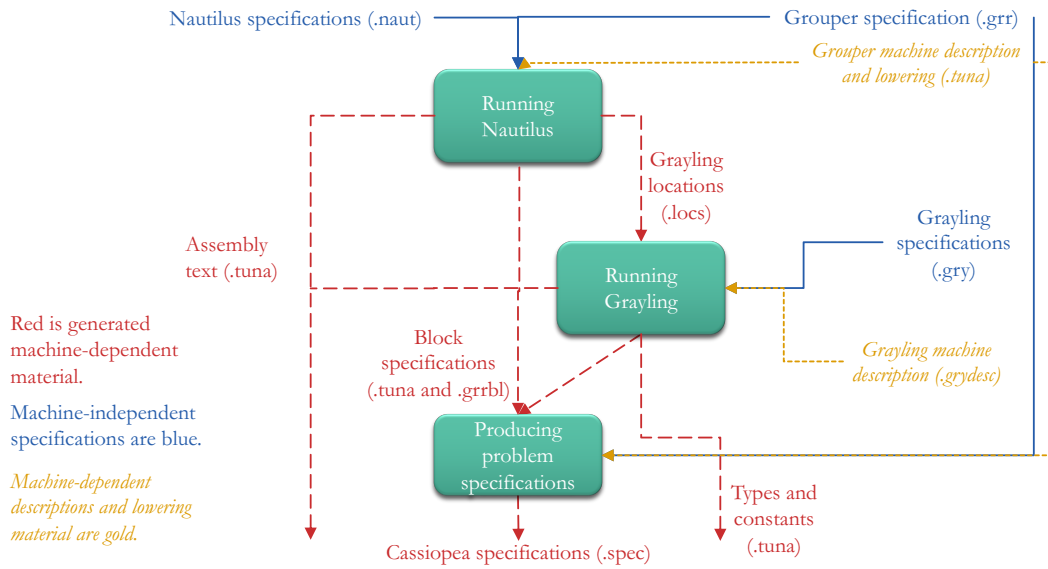 Nautilus specifications (.naut)
Grouper specification (.grr)
Grouper machine description
and lowering (.tuna)
Running
Nautilus
Grayling
locations
(.locs)
Assembly
text (.tuna)
Grayling
specifications
(.gry)
Running
Grayling
Red is generated
machine-dependent
material.
Block
specifications
(.tuna and .grrbl)
Grayling machine
description (.grydesc)
Machine-independent
specifications are blue.
Producing
problem
specifications
Machine-dependent
descriptions and lowering
material are gold.
Types and
constants
(.tuna)
Cassiopea specifications (.spec)